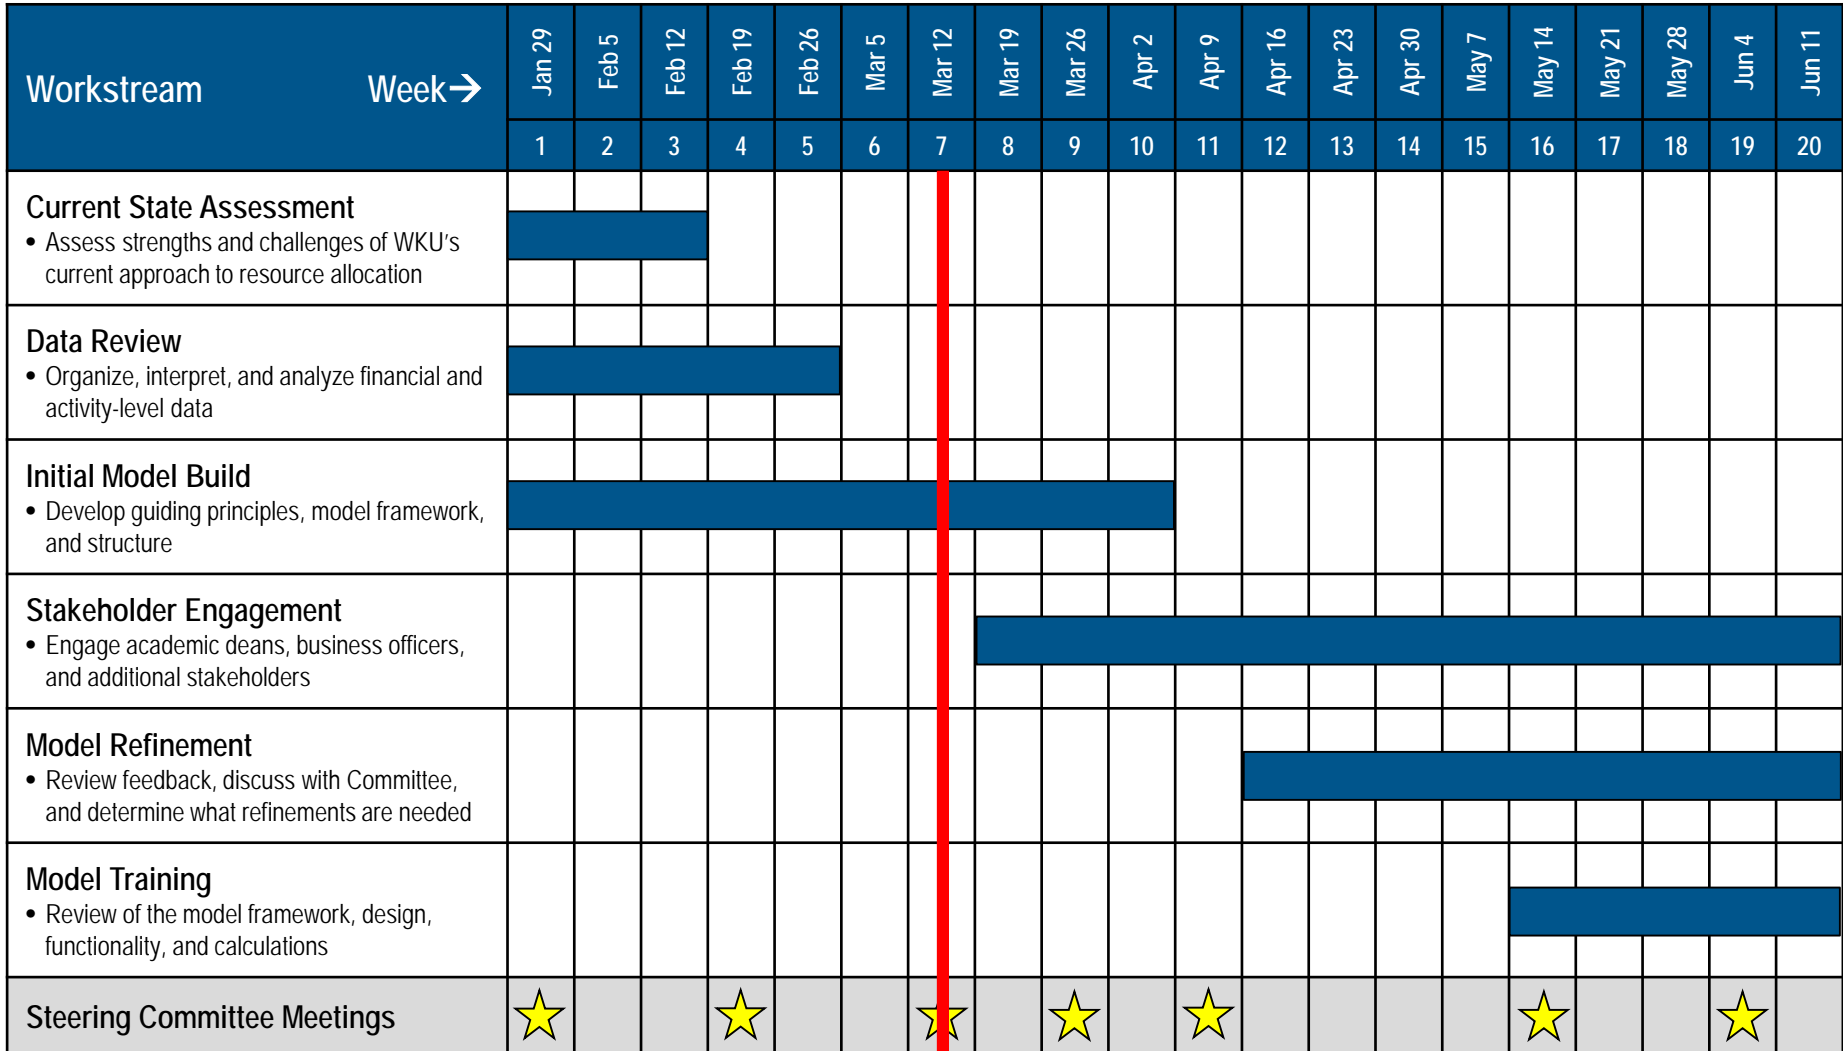 Workstream Week→
Jan 29 Feb 5 Feb 12 Feb 19 Feb 26 Mar 5 Mar 12 Mar 19 Mar 26 Apr 2 Apr 9 Apr 16 Apr 23 Apr 30 May 7 May 14 May 21 May 28 Jun 4 Jun 11
1 2 3 4 5 6 7 8 9 10 11 12 13 14 15 16 17 18 19 20
Current State Assessment
• Assess strengths and challenges of WKU's
current approach to resource allocation
Data Review
• Organize, interpret, and analyze financial and
activity-level data
Initial Model Build
• Develop guiding principles, model framework,
and structure
Stakeholder Engagement
• Engage academic deans, business officers,
and additional stakeholders
Model Refinement
• Review feedback, discuss with Committee,
and determine what refinements are needed
Model Training
• Review of the model framework, design,
functionality, and calculations
Steering Committee Meetings